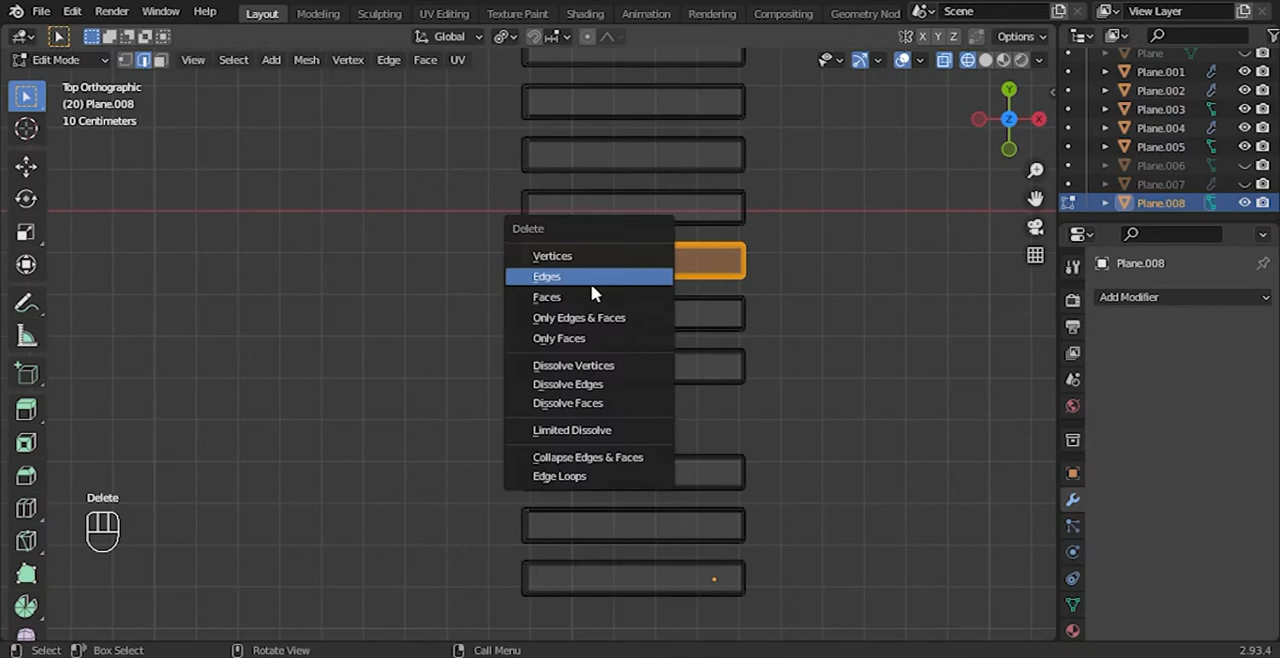 File Edit Render Window Help Layout Modeling Sculpting UV Editing Texture Paint Shading Animation Rendering Compositing Geometry Nod Scene View Layer
Global X Y Z Options
Edit Mode View Select Add Mesh Vertex Edge Face UV
Top Orthographic
(20) Plane.008
10 Centimeters
Y
Z
X
Plane
Plane.001
Plane.002
Plane.003
Plane.004
Plane.005
Plane.006
Plane.007
Plane.008
Plane.008
Add Modifier
Delete
Vertices
Edges
Faces
Only Edges & Faces
Only Faces
Dissolve Vertices
Dissolve Edges
Dissolve Faces
Limited Dissolve
Collapse Edges & Faces
Edge Loops
Delete
Select Box Select Rotate View Call Menu 2.93.4